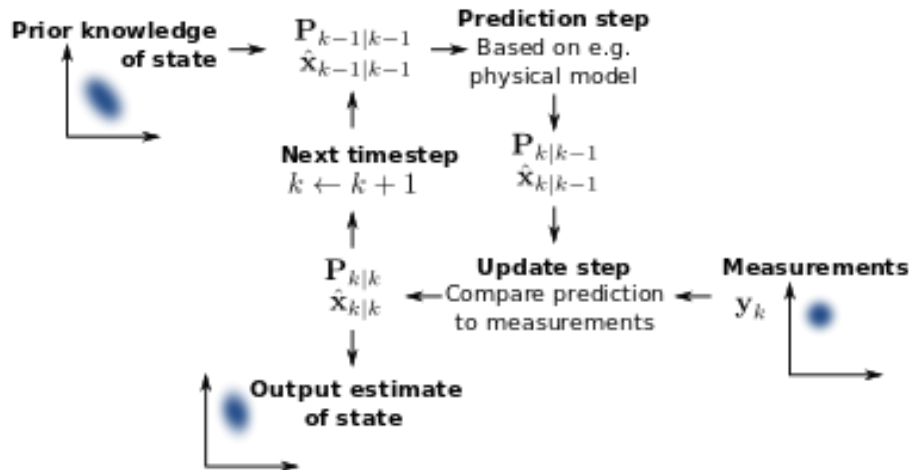 Prior knowledge
of state
P_{k-1|k-1}
x̂_{k-1|k-1}
Prediction step
Based on e.g.
physical model
Next timestep
k ← k + 1
P_{k|k-1}
x̂_{k|k-1}
P_{k|k}
x̂_{k|k}
Update step
Compare prediction
to measurements
Measurements
y_k
Output estimate
of state